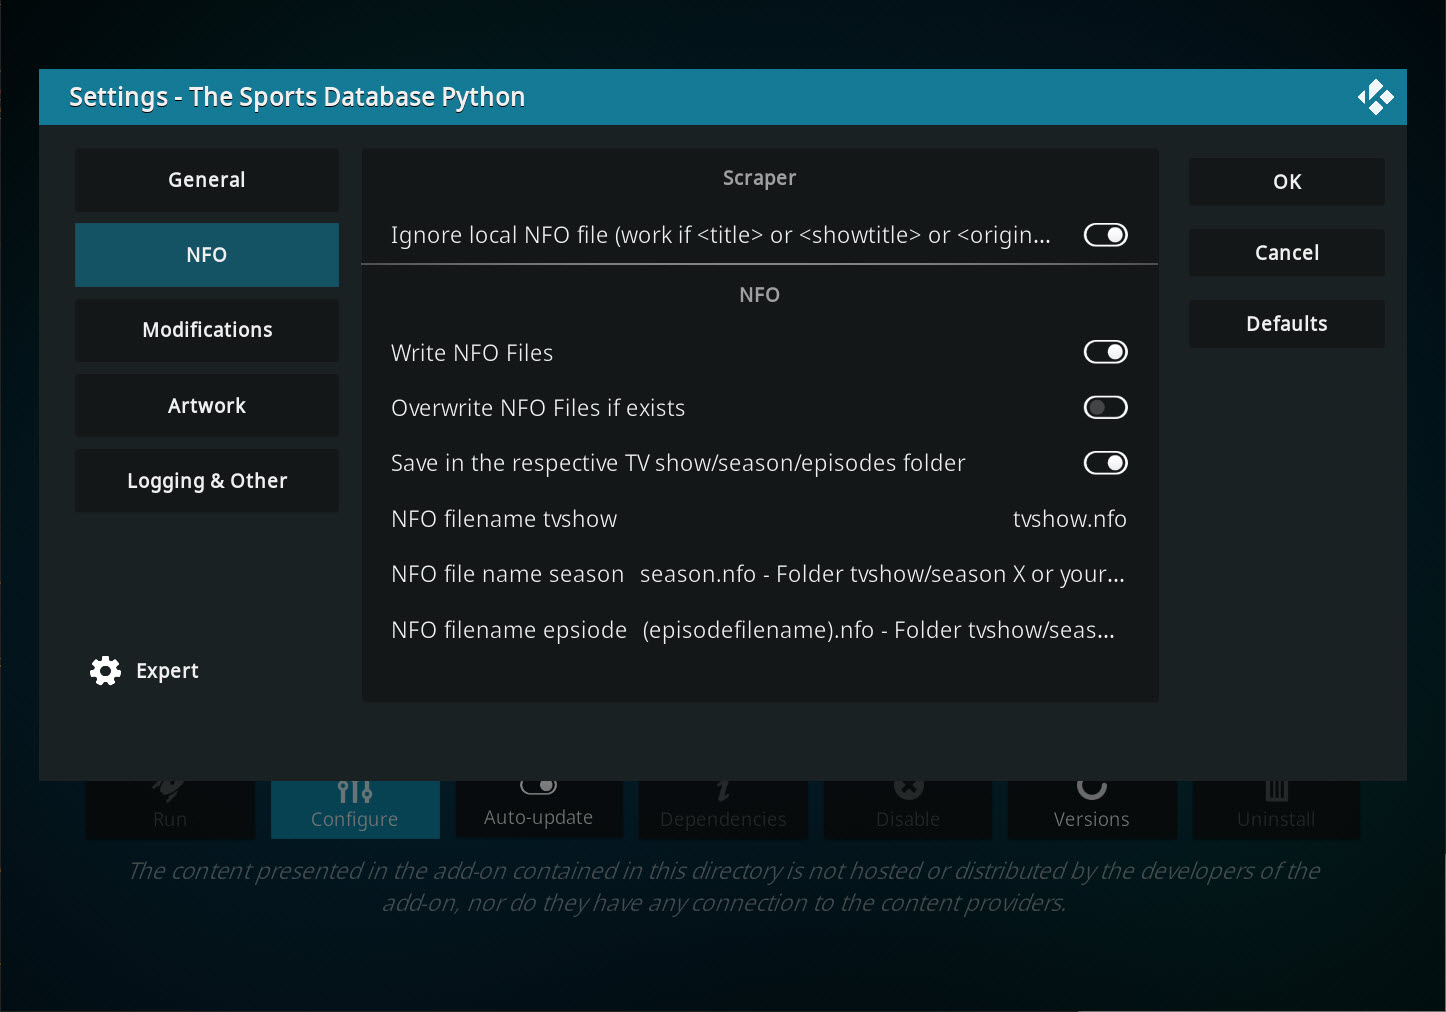 Settings - The Sports Database Python
General
NFO
Modifications
Artwork
Logging & Other
Expert
Scraper
Ignore local NFO file (work if <title> or <showtitle> or <origin...
NFO
Write NFO Files
Overwrite NFO Files if exists
Save in the respective TV show/season/episodes folder
NFO filename tvshow tvshow.nfo
NFO file name season season.nfo - Folder tvshow/season X or your...
NFO filename epsiode (episodefilename).nfo - Folder tvshow/seas...
OK
Cancel
Defaults
Run
Configure
Auto-update
Dependencies
Disable
Versions
Uninstall
The content presented in the add-on contained in this directory is not hosted or distributed by the developers of the
add-on, nor do they have any connection to the content providers.